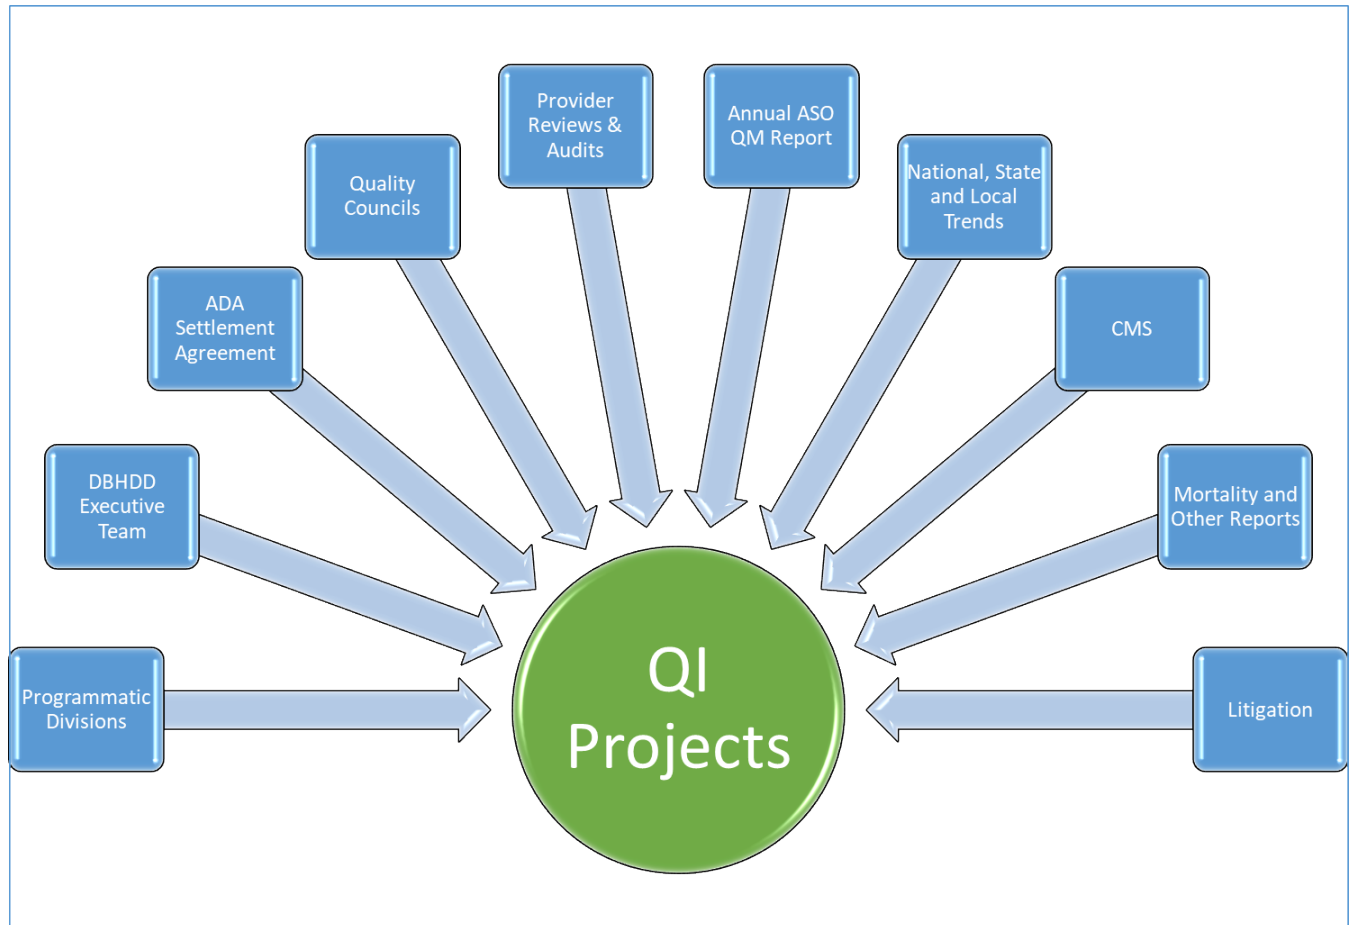 Provider
Reviews &
Audits
Annual ASO
QM Report
Quality
Councils
National, State
and Local
Trends
ADA
Settlement
Agreement
CMS
DBHDD
Executive
Team
Mortality and
Other Reports
Programmatic
Divisions
Litigation
QI
Projects